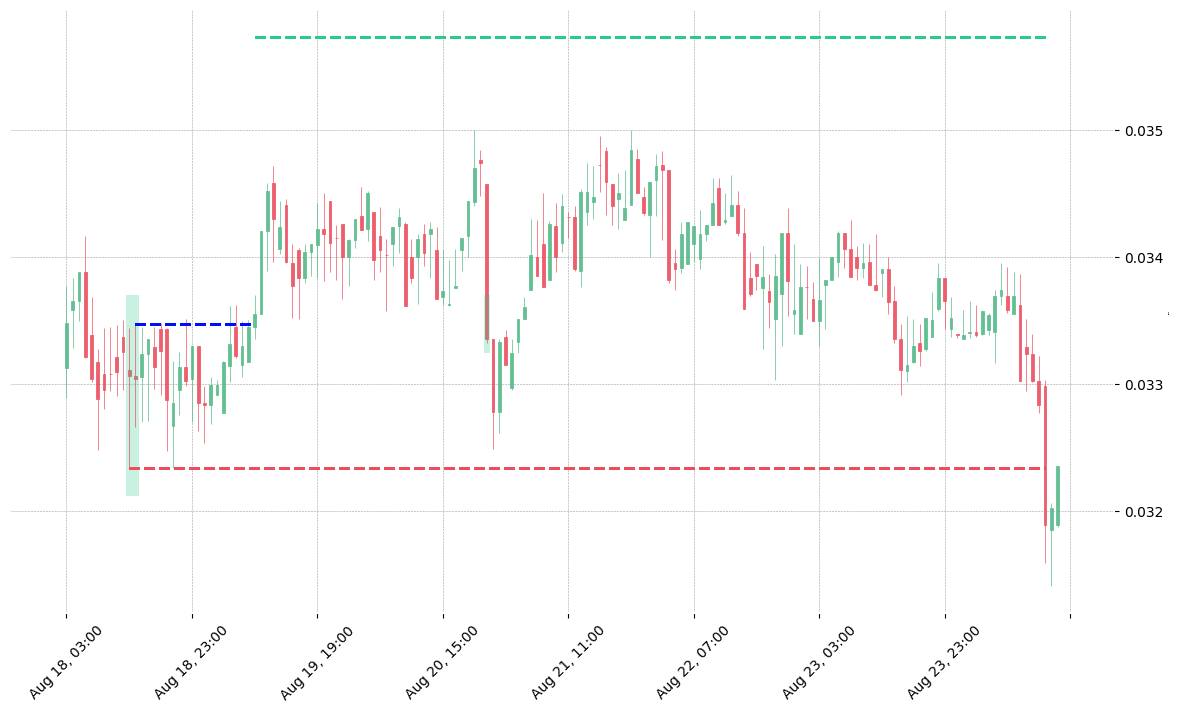 0.035
0.034
0.033
0.032
Aug 18, 03:00
Aug 18, 23:00
Aug 19, 19:00
Aug 20, 15:00
Aug 21, 11:00
Aug 22, 07:00
Aug 23, 03:00
Aug 23, 23:00